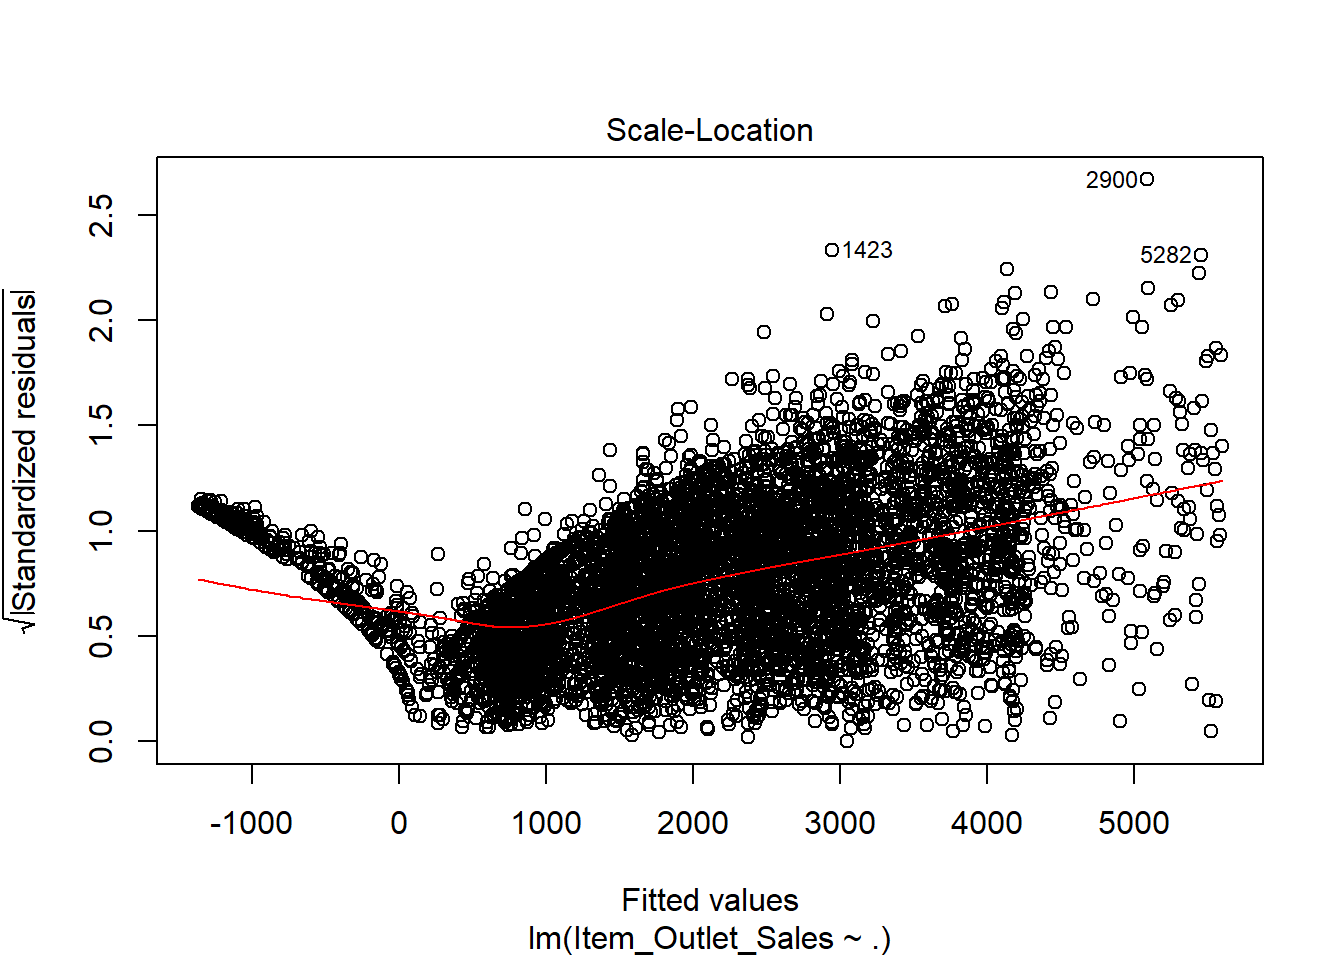 Scale-Location
2900
1423
5282
2.5
2.0
1.5
1.0
0.5
0.0
√|Standardized residuals|
-1000 0 1000 2000 3000 4000 5000
Fitted values
lm(Item_Outlet_Sales ~ .)